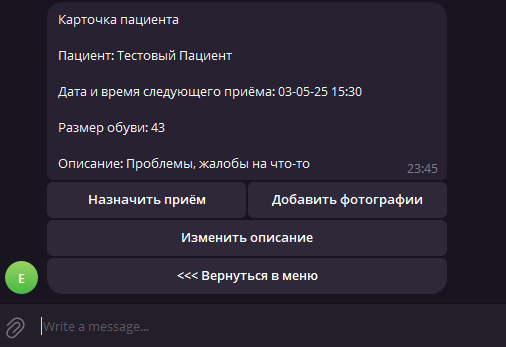 Карточка пациента
Пациент: Тестовый Пациент
Дата и время следующего приёма: 03-05-25 15:30
Размер обуви: 43
Описание: Проблемы, жалобы на что-то
23:45
Назначить приём
Добавить фотографии
Изменить описание
<<< Вернуться в меню
E
Write a message...